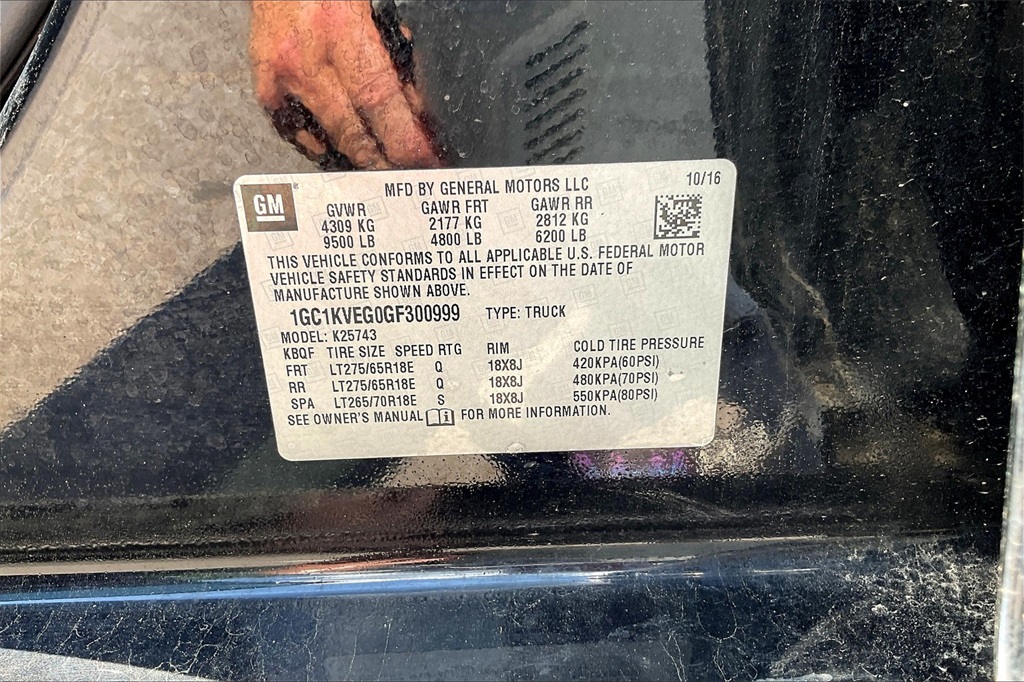 GM
MFD BY GENERAL MOTORS LLC 10/16
GVWR GAWR FRT GAWR RR
4309 KG 2177 KG 2812 KG
9500 LB 4800 LB 6200 LB
THIS VEHICLE CONFORMS TO ALL APPLICABLE U.S. FEDERAL MOTOR
VEHICLE SAFETY STANDARDS IN EFFECT ON THE DATE OF
MANUFACTURE SHOWN ABOVE.
1GC1KVEG0GF300999 TYPE: TRUCK
MODEL: K25743
KBQF TIRE SIZE SPEED RTG RIM COLD TIRE PRESSURE
FRT LT275/65R18E Q 18X8J 420KPA(60PSI)
RR LT275/65R18E Q 18X8J 480KPA(70PSI)
SPA LT265/70R18E S 18X8J 550KPA(80PSI)
SEE OWNER'S MANUAL FOR MORE INFORMATION.